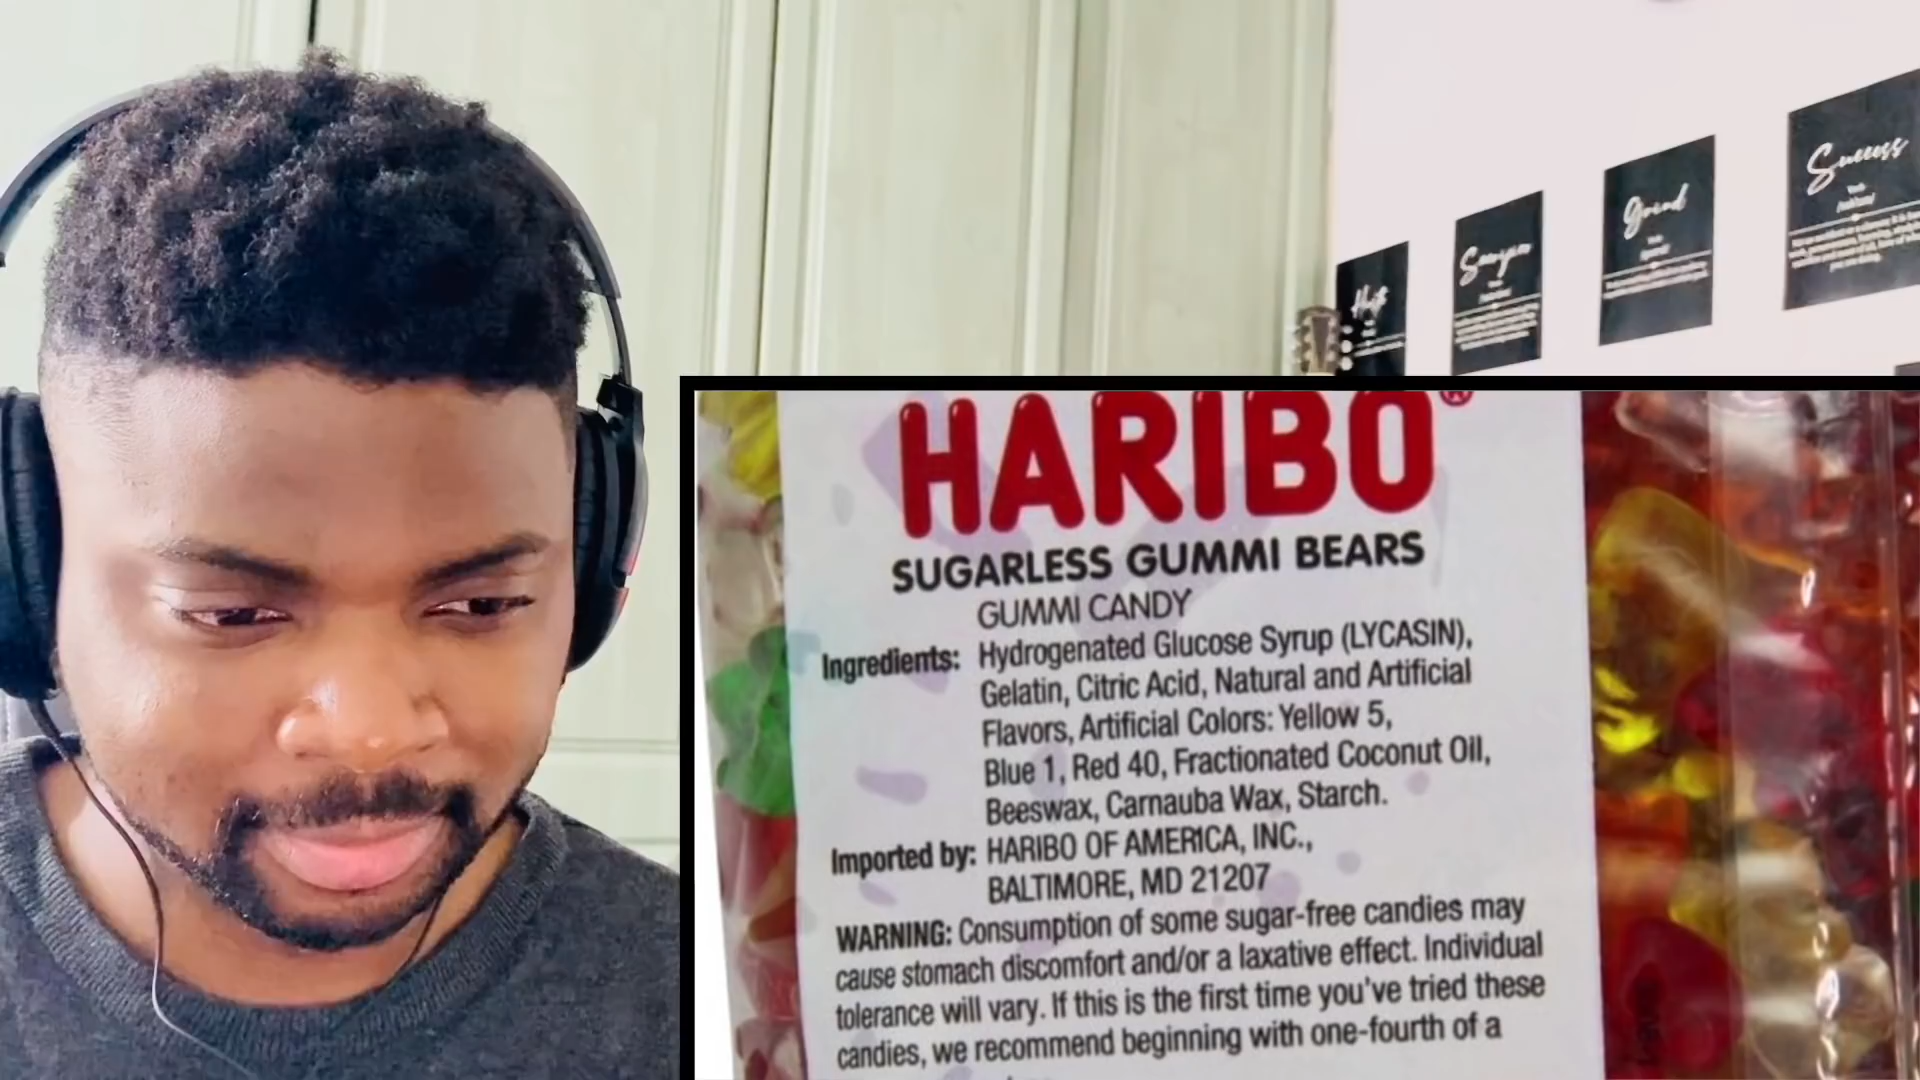 Success
Grind
HARIBO®
SUGARLESS GUMMI BEARS
GUMMI CANDY
Ingredients: Hydrogenated Glucose Syrup (LYCASIN),
Gelatin, Citric Acid, Natural and Artificial
Flavors, Artificial Colors: Yellow 5,
Blue 1, Red 40, Fractionated Coconut Oil,
Beeswax, Carnauba Wax, Starch.
Imported by: HARIBO OF AMERICA, INC.,
BALTIMORE, MD 21207
WARNING: Consumption of some sugar-free candies may
cause stomach discomfort and/or a laxative effect. Individual
tolerance will vary. If this is the first time you've tried these
candies, we recommend beginning with one-fourth of a